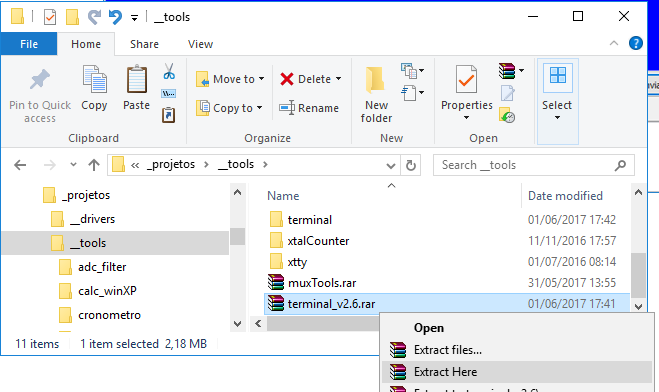 __tools
File Home Share View
Pin to Quick access
Copy
Paste
Move to
Copy to
Delete
Rename
New folder
Properties
Select
Clipboard Organize New Open
« _projetos › __tools ›
Search __tools
Name Date modified
_projetos
__drivers
__tools
adc_filter
calc_winXP
cronometro
terminal 01/06/2017 17:42
xtalCounter 11/11/2016 17:57
xtty 01/07/2016 08:14
muxTools.rar 31/05/2017 13:55
terminal_v2.6.rar 01/06/2017 17:41
11 items 1 item selected 2,18 MB
Open
Extract files...
Extract Here